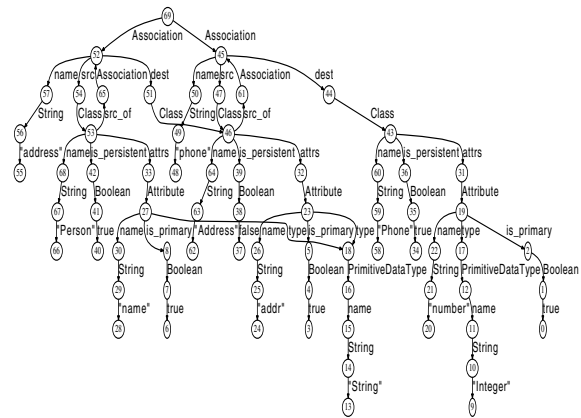 69
Association Association
52 45
name src Association dest name src Association dest
57 54 65 51 50 47 61 44
String Class src_of Class String Class src_of Class
56 53 49 46 43
"address" name is_persistent attrs "phone" name is_persistent attrs name is_persistent attrs
55 68 42 33 48 64 39 32 60 36 31
String Boolean Attribute String Boolean Attribute String Boolean Attribute
67 41 27 63 38 23 59 35 19
"Person" true name is_primary "Address" false name type is_primary type "Phone" true name type is_primary
66 40 30 8 62 37 26 5 18 58 34 22 17 2
String Boolean String Boolean PrimitiveDataType String PrimitiveDataType Boolean
29 7 25 4 16 21 12 1
"name" true "addr" true name "number" name true
28 6 24 3 15 20 11 0
String String
14 10
"String" "Integer"
13 9